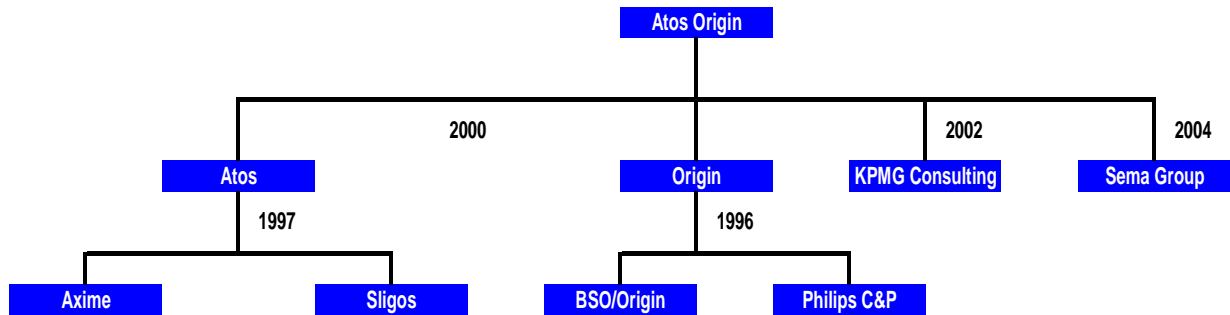 Atos Origin
2000
2002
2004
Atos
Origin
KPMG Consulting
Sema Group
1997
1996
Axime
Sligos
BSO/Origin
Philips C&P